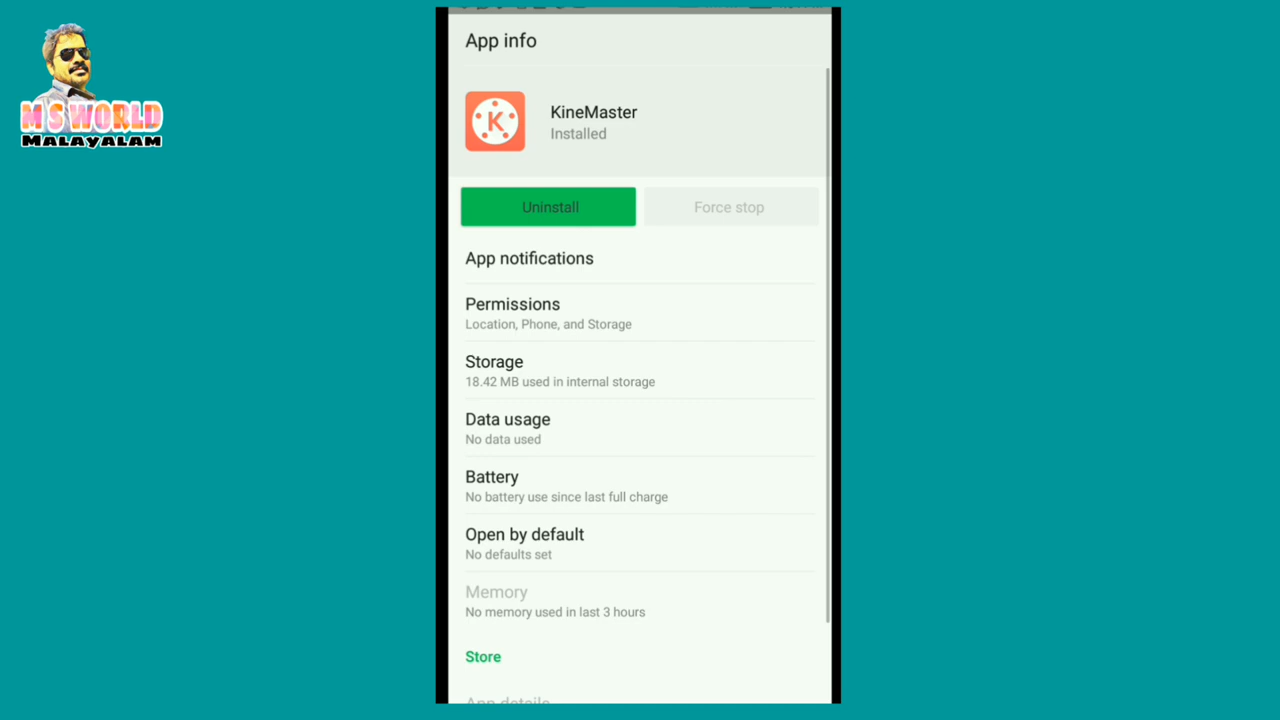 M S WORLD
MALAYALAM
App info
KineMaster
Installed
K
Uninstall
Force stop
App notifications
Permissions
Location, Phone, and Storage
Storage
18.42 MB used in internal storage
Data usage
No data used
Battery
No battery use since last full charge
Open by default
No defaults set
Memory
No memory used in last 3 hours
Store
App details